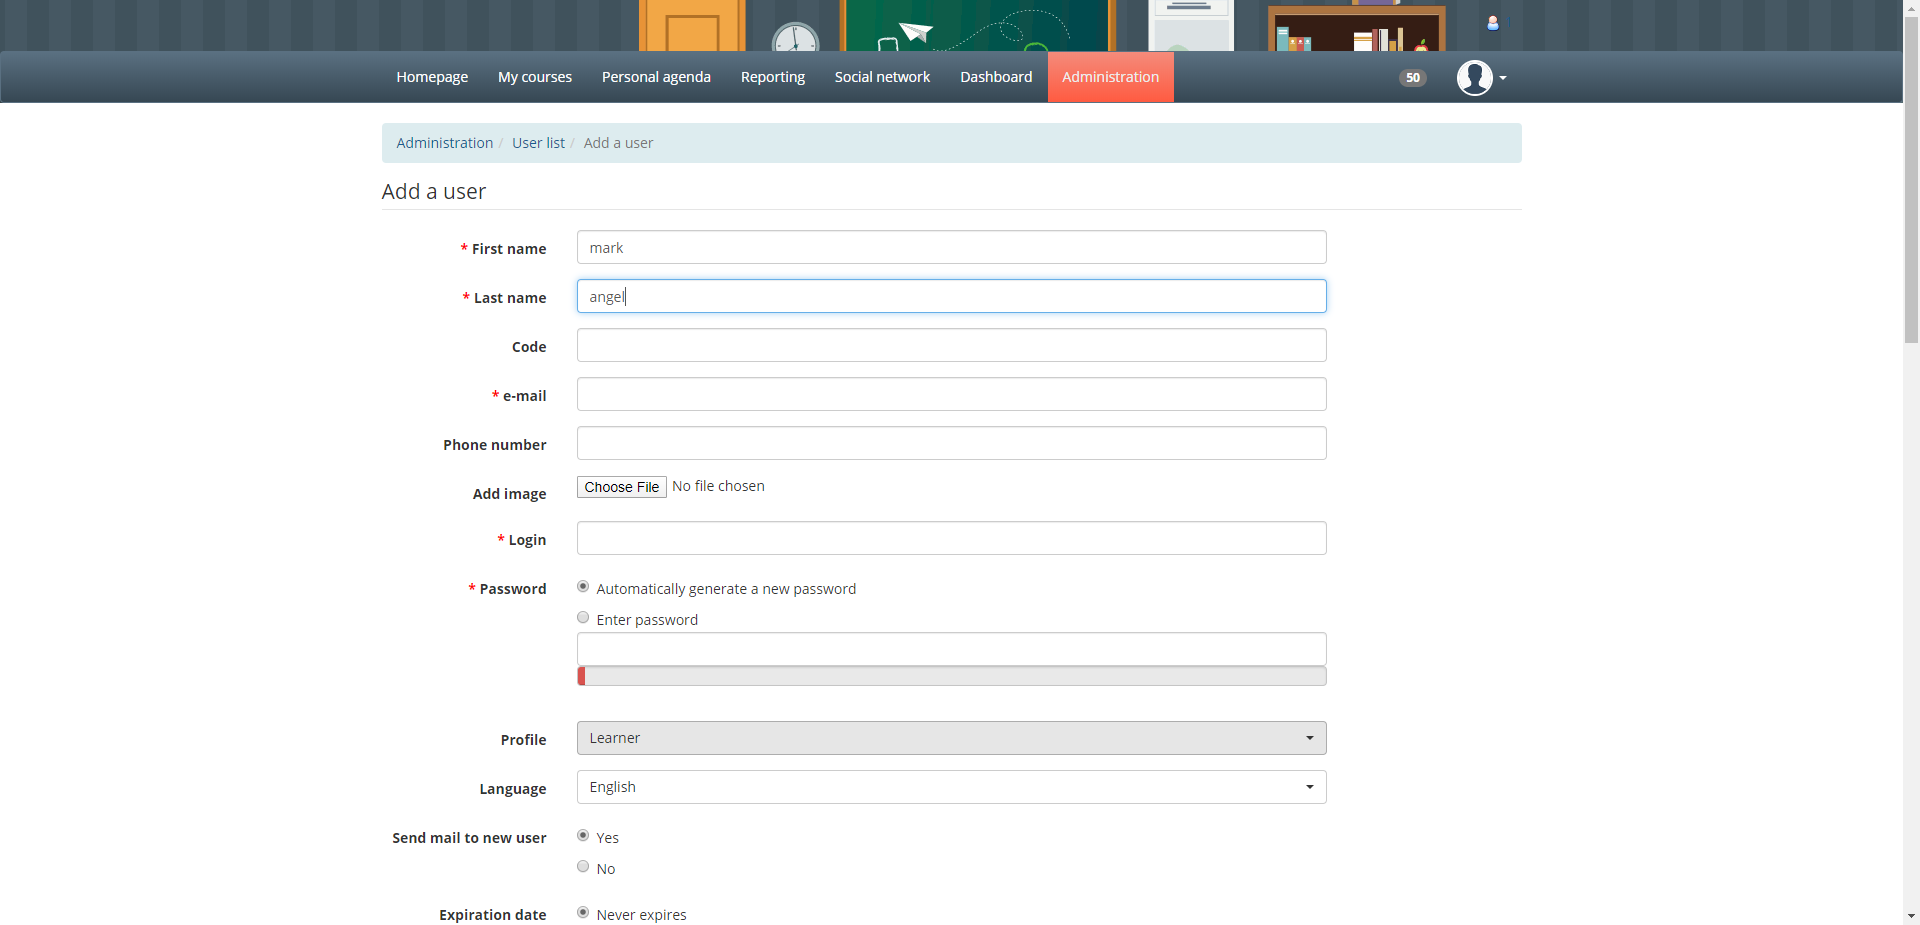 Homepage My courses Personal agenda Reporting Social network Dashboard Administration 50
Administration / User list / Add a user
Add a user
* First name mark
* Last name angel
Code
* e-mail
Phone number
Add image Choose File No file chosen
* Login
* Password Automatically generate a new password
Enter password
Profile Learner
Language English
Send mail to new user Yes
No
Expiration date Never expires